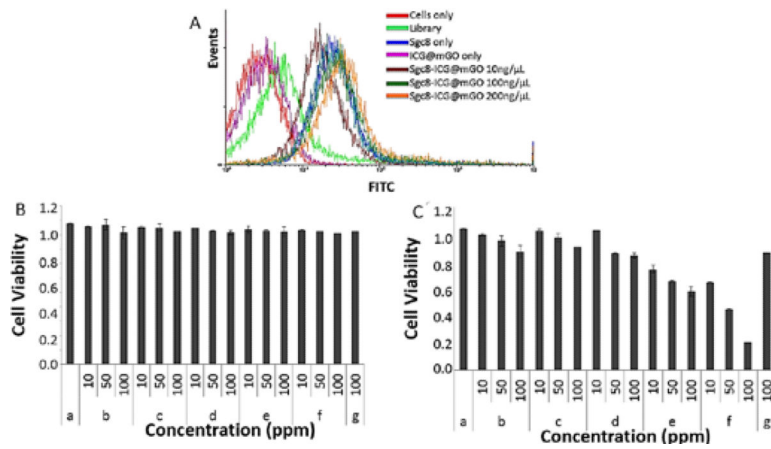 A
Events
Cells only
Library
Sgc8 only
ICG@mGO only
Sgc8-ICG@mGO 10ng/µL
Sgc8-ICG@mGO 100ng/µL
Sgc8-ICG@mGO 200ng/µL
FITC
B
Cell Viability
1.2
1.0
0.8
0.6
0.4
0.2
0.0
10 50 100 10 50 100 10 50 100 10 50 100 10 50 100 100
a b c d e f g
Concentration (ppm)
C
Cell Viability
1.2
1.0
0.8
0.6
0.4
0.2
0.0
10 50 100 10 50 100 10 50 100 10 50 100 10 50 100 100
a b c d e f g
Concentration (ppm)